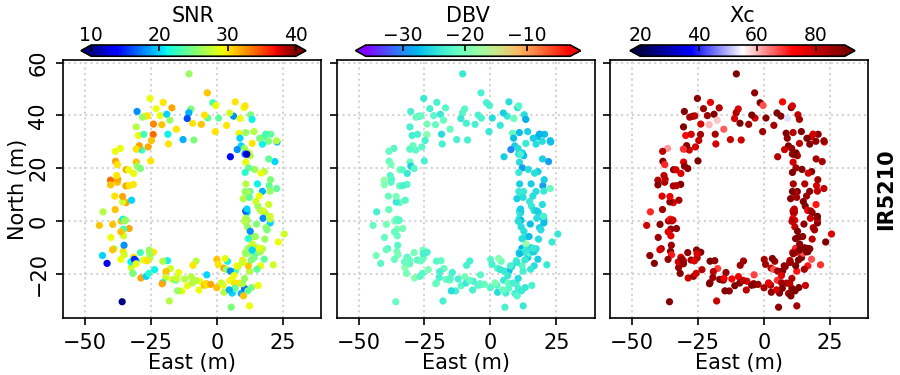 SNR DBV Xc
10 20 30 40 −30 −20 −10 20 40 60 80
60
40
20
0
−20
North (m)
IR5210
−50 −25 0 25 −50 −25 0 25 −50 −25 0 25
East (m) East (m) East (m)